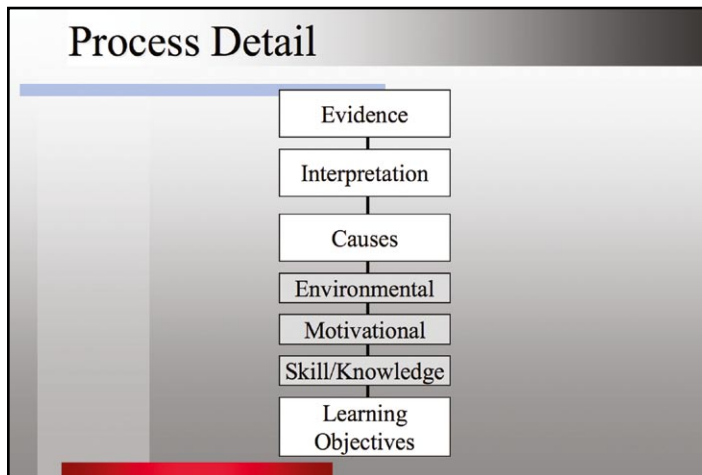 Process Detail
Evidence
Interpretation
Causes
Environmental
Motivational
Skill/Knowledge
Learning
Objectives